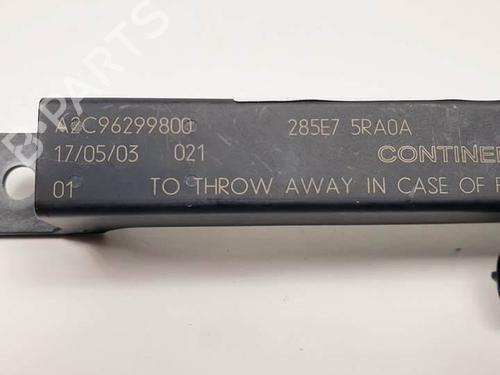 A2C96299800 285E7 5RA0A
17/05/03 021 CONTINE
01 TO THROW AWAY IN CASE OF